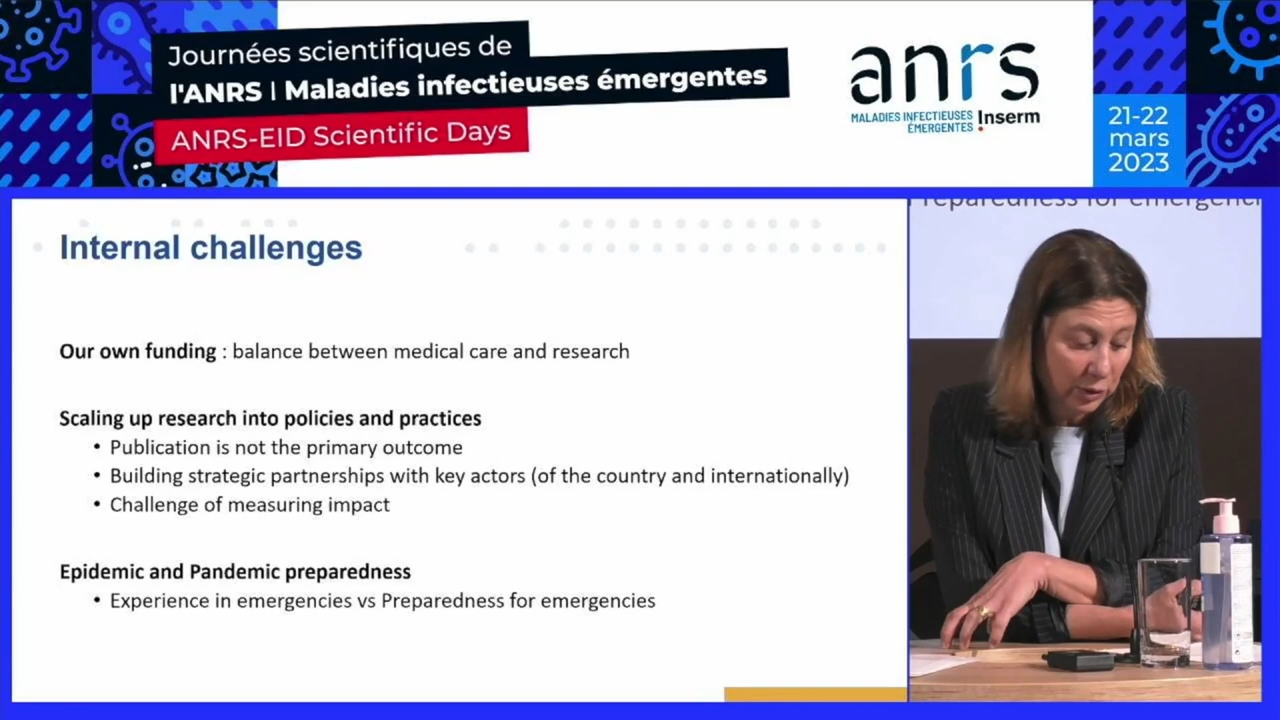 Journées scientifiques de
l'ANRS | Maladies infectieuses émergentes
ANRS-EID Scientific Days
anrs
MALADIES INFECTIEUSES
ÉMERGENTES
Inserm
21-22
mars
2023
Internal challenges
Our own funding : balance between medical care and research
Scaling up research into policies and practices
• Publication is not the primary outcome
• Building strategic partnerships with key actors (of the country and internationally)
• Challenge of measuring impact
Epidemic and Pandemic preparedness
• Experience in emergencies vs Preparedness for emergencies